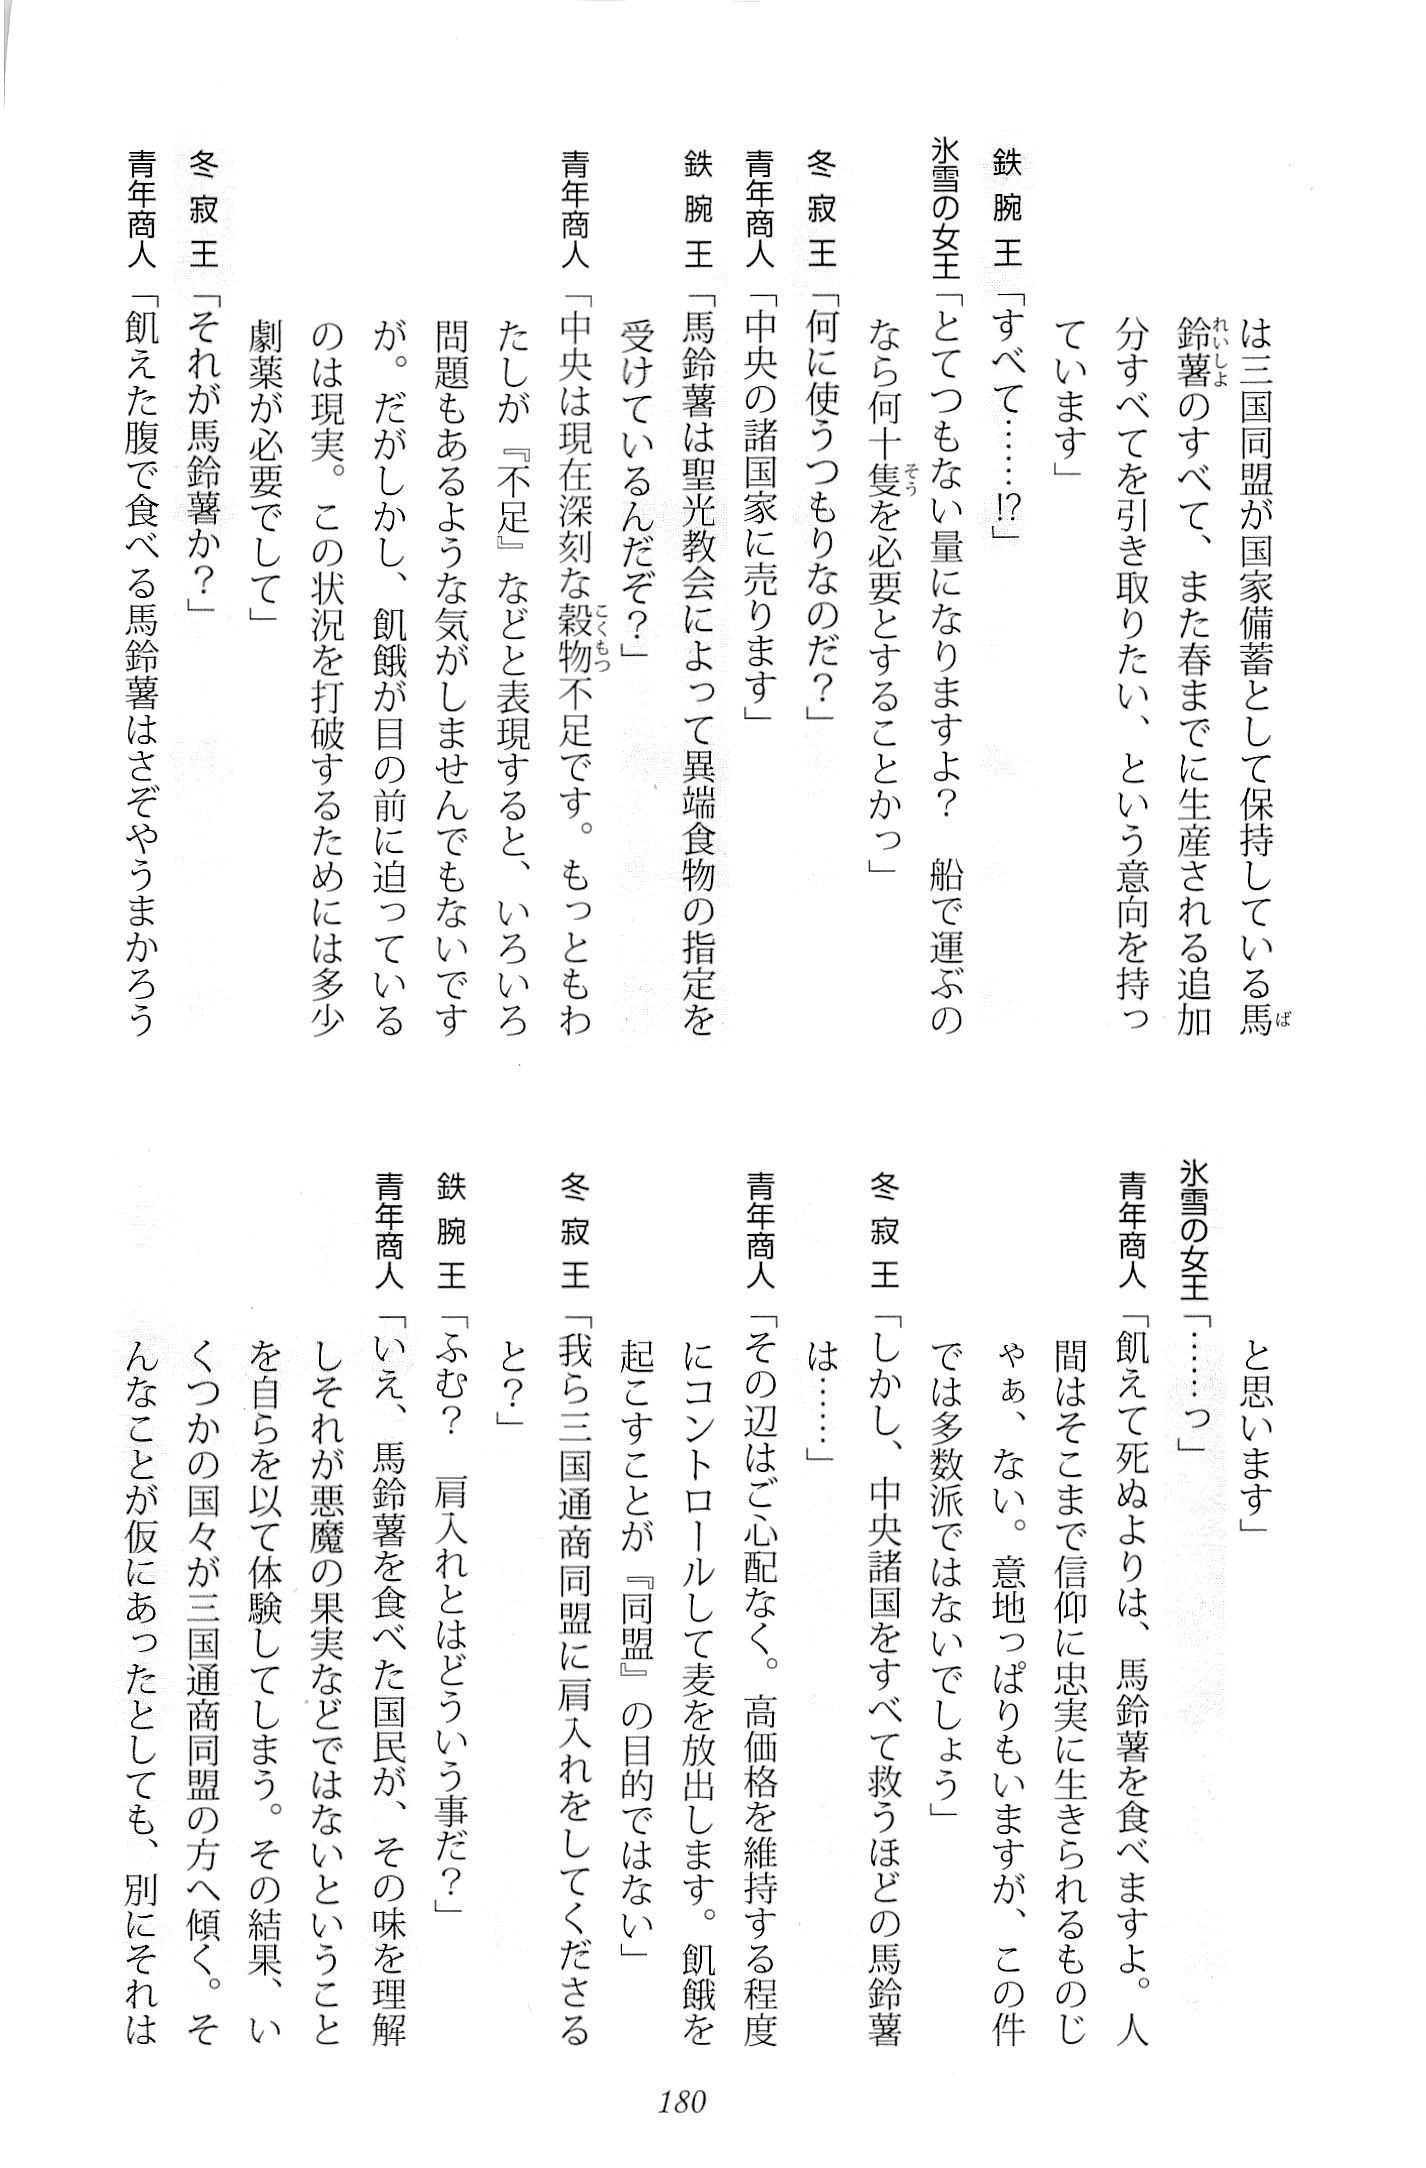 は三国同盟が国家備蓄として保持している馬
鈴薯のすべて、また春までに生産される追加
分すべてを引き取りたい、という意向を持っ
ています」
鉄腕王「すべて……!?」
氷雪の女王「とてつもない量になりますよ？　船で運ぶの
なら何十隻を必要とすることかっ」
冬寂王「何に使うつもりなのだ？」
青年商人「中央の諸国家に売ります」
鉄腕王「馬鈴薯は聖光教会によって異端食物の指定を
受けているんだぞ？」
青年商人「中央は現在深刻な穀物不足です。もっともわ
たしが『不足』などと表現すると、いろいろ
問題もあるような気がしませんでもないです
が。だがしかし、飢餓が目の前に迫っている
のは現実。この状況を打破するためには多少
劇薬が必要でして」
冬寂王「それが馬鈴薯か？」
青年商人「飢えた腹で食べる馬鈴薯はさぞやうまかろう
と思います」
氷雪の女王「……っ」
青年商人「飢えて死ぬよりは、馬鈴薯を食べますよ。人
間はそこまで信仰に忠実に生きられるものじ
ゃぁ、ない。意地っぱりもいますが、この件
では多数派ではないでしょう」
冬寂王「しかし、中央諸国をすべて救うほどの馬鈴薯
は……」
青年商人「その辺はご心配なく。高価格を維持する程度
にコントロールして麦を放出します。飢餓を
起こすことが『同盟』の目的ではない」
冬寂王「我ら三国通商同盟に肩入れをしてくださる
と？」
鉄腕王「ふむ？　肩入れとはどういう事だ？」
青年商人「いえ、馬鈴薯を食べた国民が、その味を理解
しそれが悪魔の果実などではないということ
を自らを以て体験してしまう。その結果、い
くつかの国々が三国通商同盟の方へ傾く。そ
んなことが仮にあったとしても、別にそれは
180